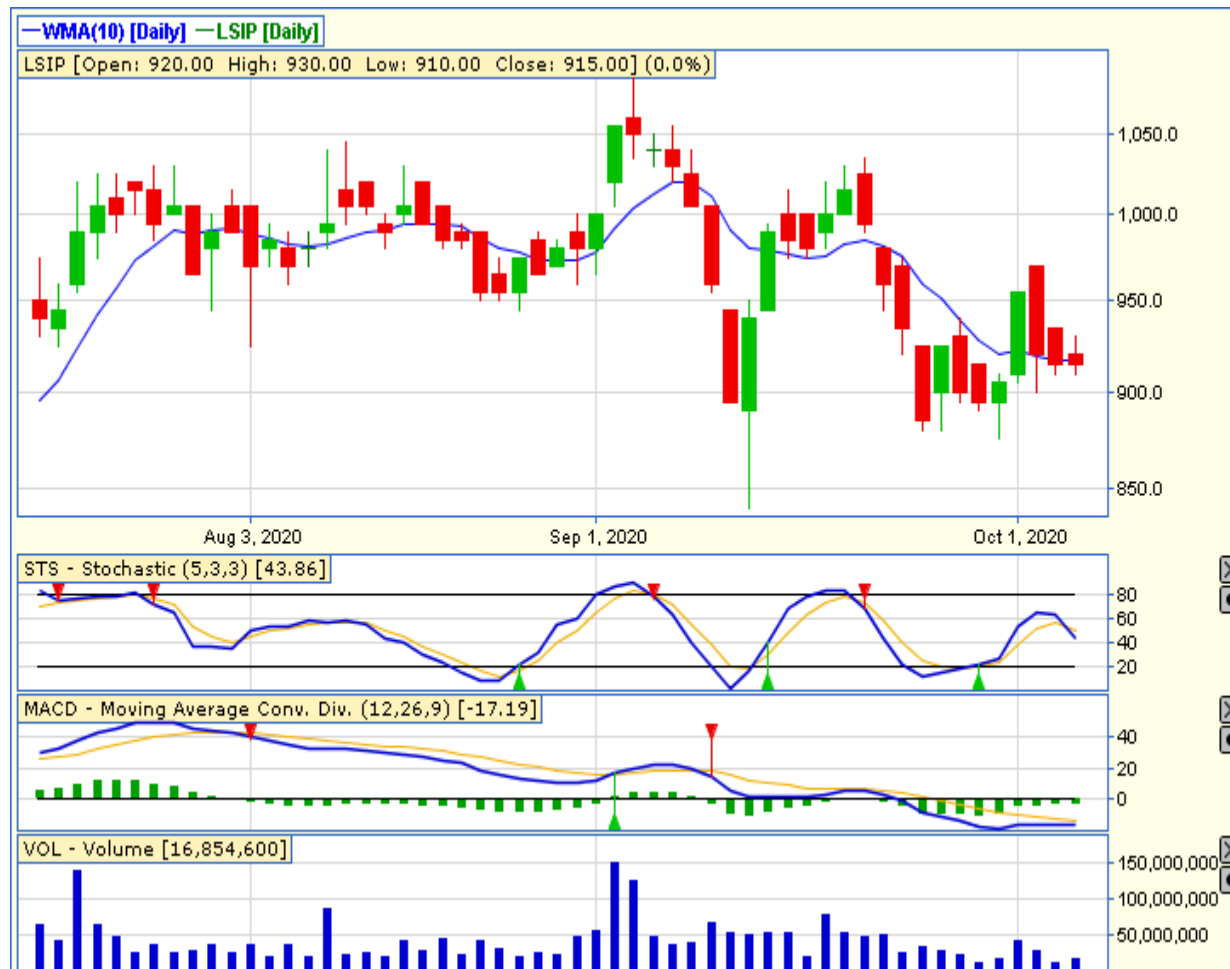 WMA(10) [Daily] LSIP [Daily]
LSIP [Open: 920.00 High: 930.00 Low: 910.00 Close: 915.00] (0.0%)
1,050.0
1,000.0
950.0
900.0
850.0
Aug 3, 2020 Sep 1, 2020 Oct 1, 2020
STS - Stochastic (5,3,3) [43.86]
80
60
40
20
MACD - Moving Average Conv. Div. (12,26,9) [-17.19]
40
20
0
VOL - Volume [16,854,600]
150,000,000
100,000,000
50,000,000